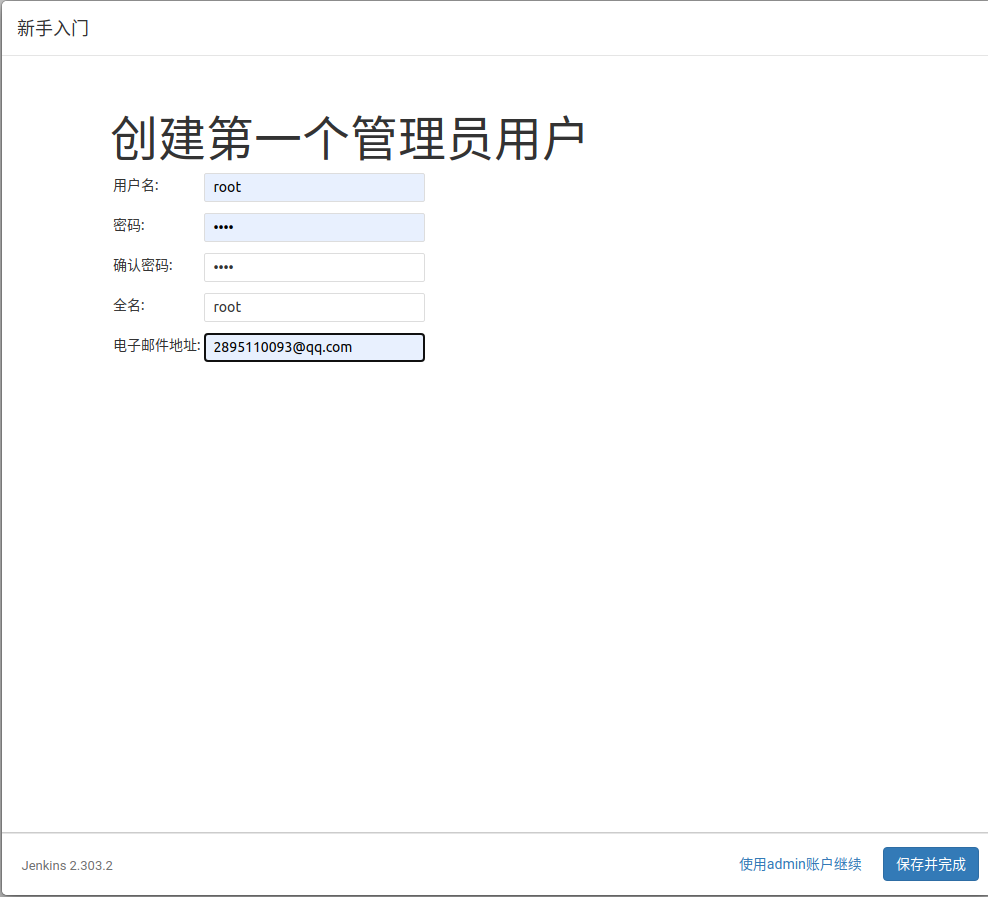 新手入门
创建第一个管理员用户
用户名: root
密码: ••••
确认密码: ••••
全名: root
电子邮件地址: 2895110093@qq.com
Jenkins 2.303.2 使用admin账户继续 保存并完成